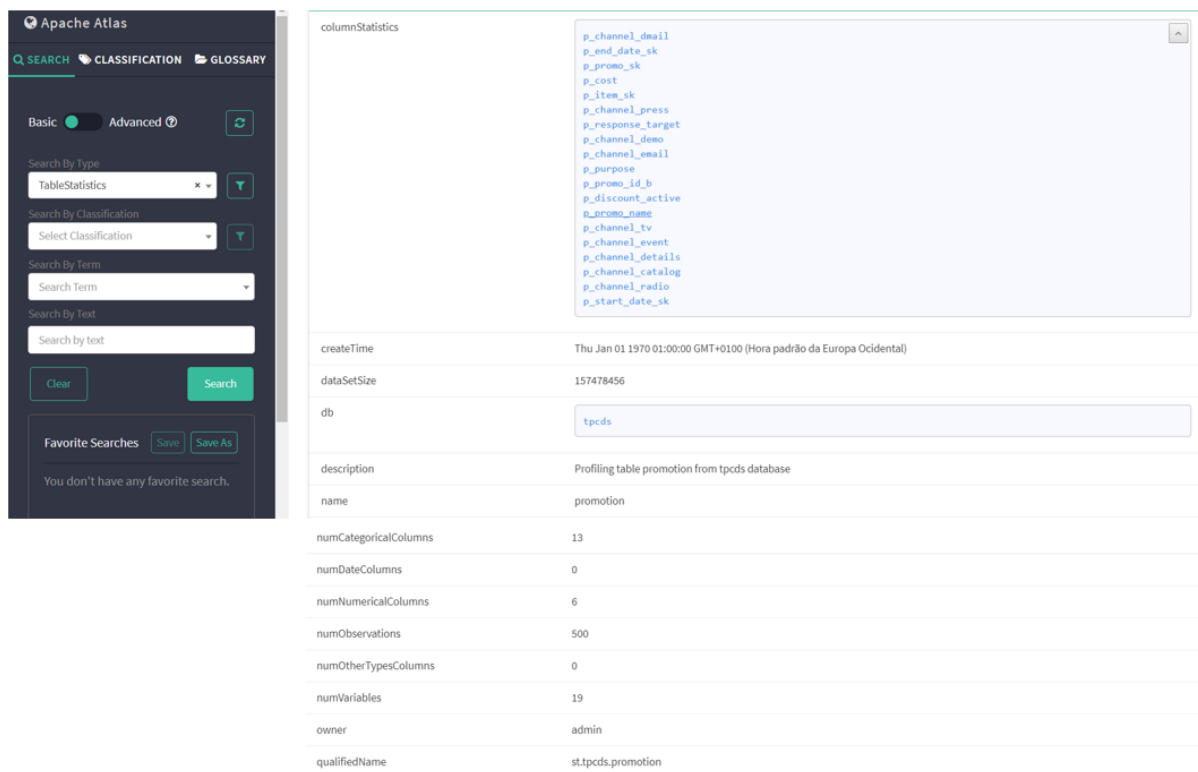 Apache Atlas
SEARCH CLASSIFICATION GLOSSARY
Basic Advanced
Search By Type
TableStatistics × 
Search By Classification
Select Classification
Search By Term
Search Term
Search By Text
Search by text
Clear Search
Favorite Searches Save Save As
You don't have any favorite search.
columnStatistics
p_channel_dmail
p_end_date_sk
p_promo_sk
p_cost
p_item_sk
p_channel_press
p_response_target
p_channel_demo
p_channel_email
p_purpose
p_promo_id_b
p_discount_active
p_promo_name
p_channel_tv
p_channel_event
p_channel_details
p_channel_catalog
p_channel_radio
p_start_date_sk
createTime Thu Jan 01 1970 01:00:00 GMT+0100 (Hora padrão da Europa Ocidental)
dataSetSize 157478456
db tpcds
description Profiling table promotion from tpcds database
name promotion
numCategoricalColumns 13
numDateColumns 0
numNumericalColumns 6
numObservations 500
numOtherTypesColumns 0
numVariables 19
owner admin
qualifiedName st.tpcds.promotion